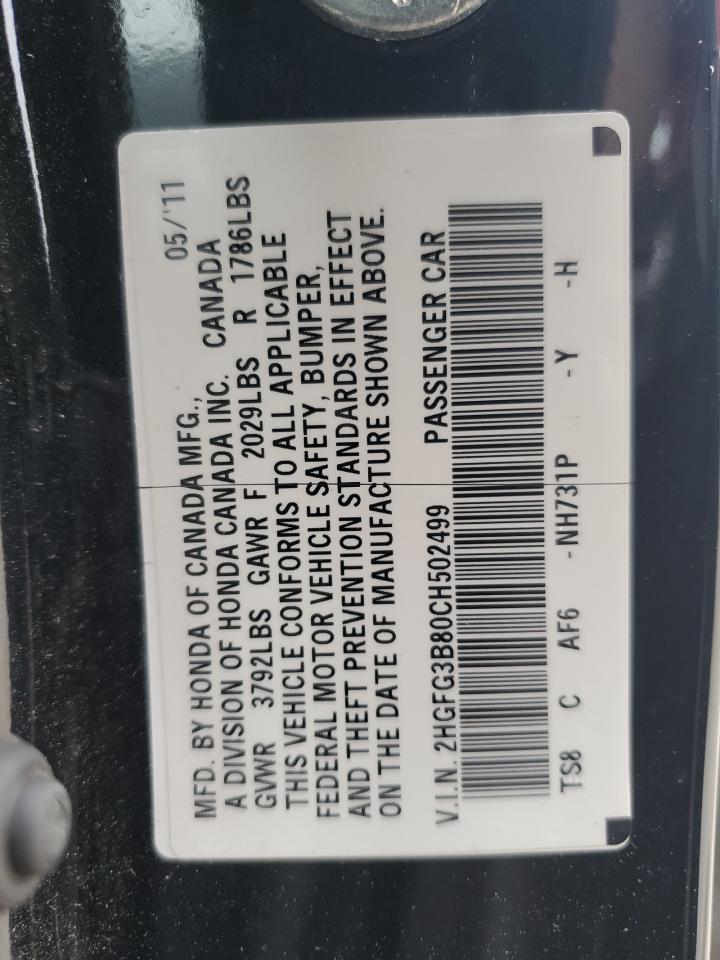 MFD. BY HONDA OF CANADA MFG., 05/'11
A DIVISION OF HONDA CANADA INC. CANADA
GVWR 3792LBS GAWR F 2029LBS R 1786LBS
THIS VEHICLE CONFORMS TO ALL APPLICABLE
FEDERAL MOTOR VEHICLE SAFETY, BUMPER,
AND THEFT PREVENTION STANDARDS IN EFFECT
ON THE DATE OF MANUFACTURE SHOWN ABOVE.
V.I.N. 2HGFG3B80CH502499 PASSENGER CAR
TS8 C AF6 -NH731P -Y -H